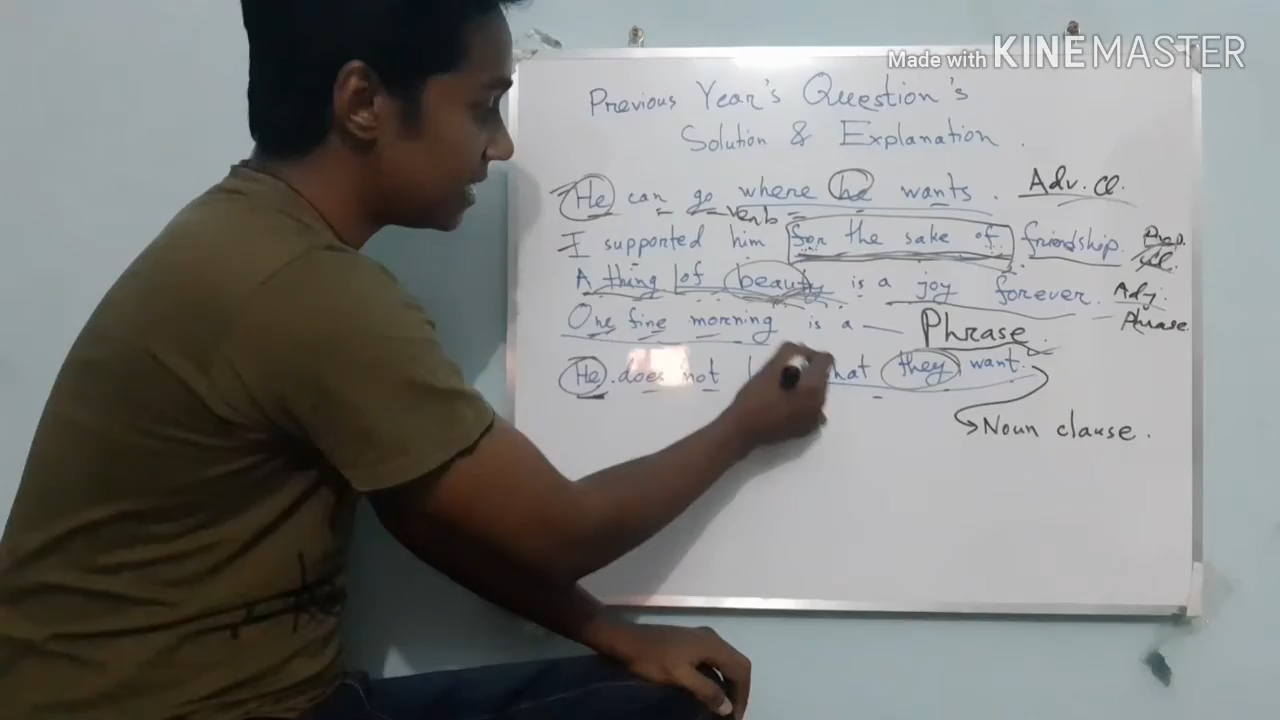 Made with KINEMASTER
Previous Year's Question's
Solution & Explanation.
He can go where he wants. Adv. Cl.
verb
I supported him for the sake of friendship. Prep.
Cl.
A thing of beauty is a joy forever. Adj.
Phrase
One fine morning is a — Phrase.
He does not they want.
Noun clause.